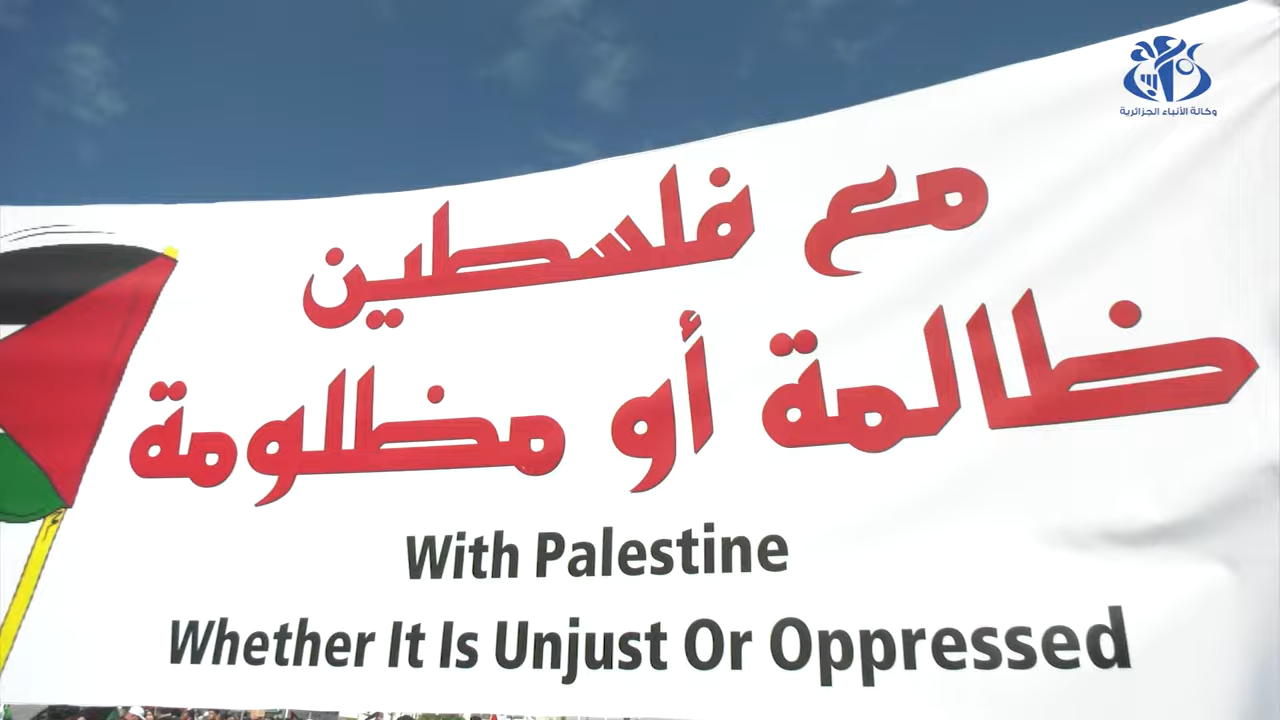 وكالة الأنباء الجزائرية
مع فلسطين
ظالمة أو مظلومة
With Palestine
Whether It Is Unjust Or Oppressed